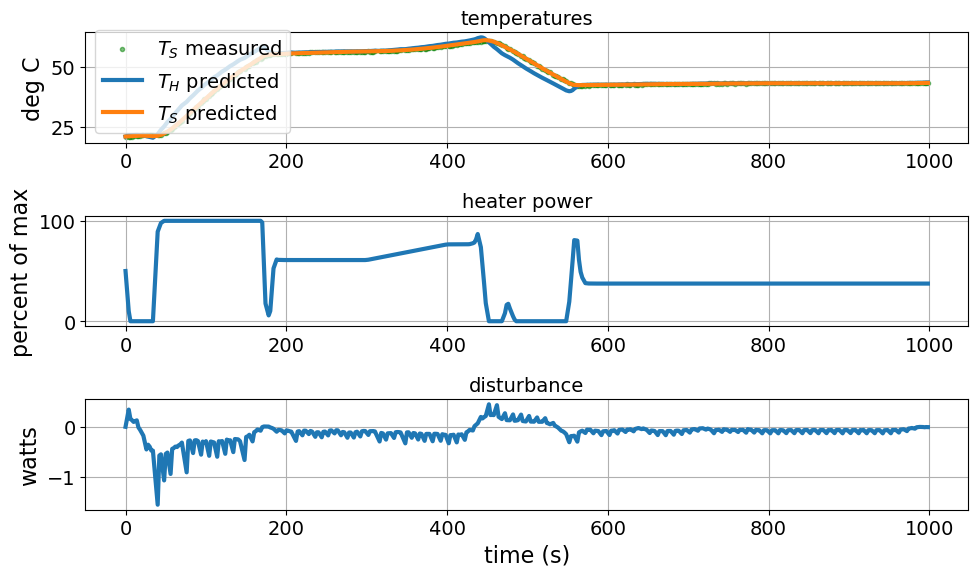 temperatures
deg C
50
25
T_S measured
T_H predicted
T_S predicted
0 200 400 600 800 1000
heater power
percent of max
100
0
0 200 400 600 800 1000
disturbance
watts
0
−1
0 200 400 600 800 1000
time (s)